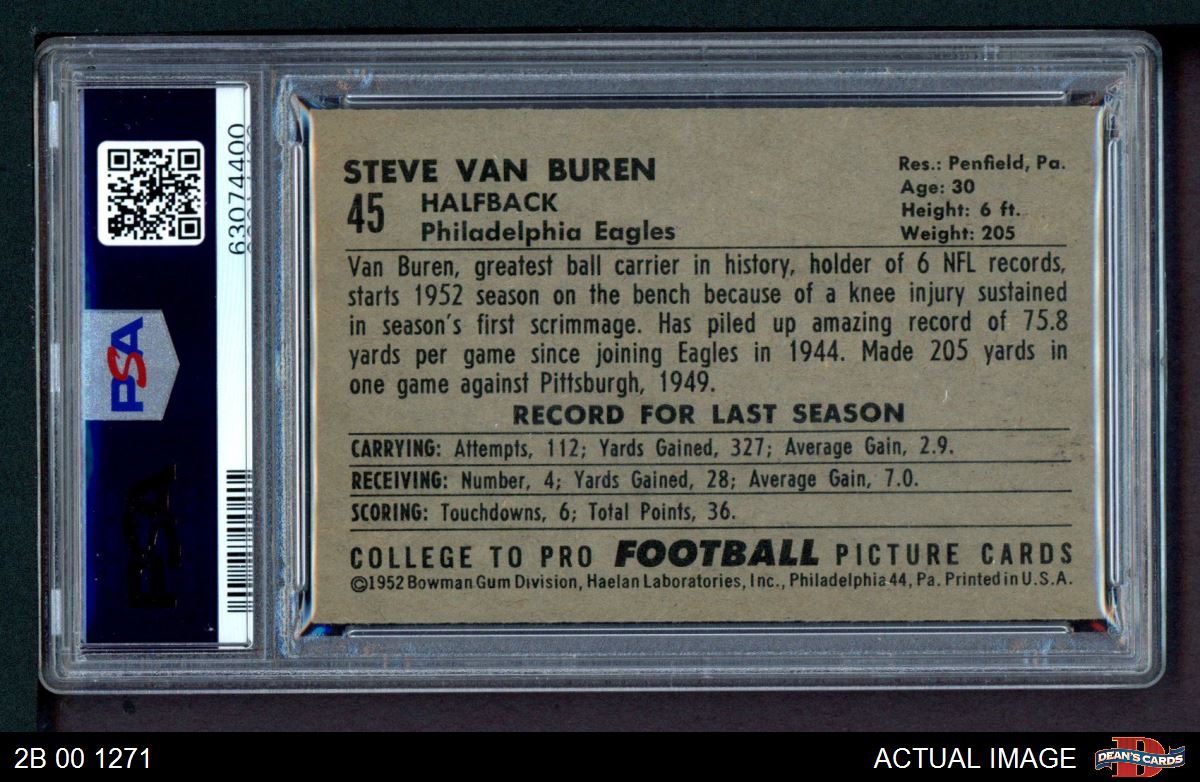 63074400
PSA
PSA
STEVE VAN BUREN
45
HALFBACK
Philadelphia Eagles
Res.: Penfield, Pa.
Age: 30
Height: 6 ft.
Weight: 205
Van Buren, greatest ball carrier in history, holder of 6 NFL records,
starts 1952 season on the bench because of a knee injury sustained
in season's first scrimmage. Has piled up amazing record of 75.8
yards per game since joining Eagles in 1944. Made 205 yards in
one game against Pittsburgh, 1949.
RECORD FOR LAST SEASON
CARRYING: Attempts, 112; Yards Gained, 327; Average Gain, 2.9.
RECEIVING: Number, 4; Yards Gained, 28; Average Gain, 7.0.
SCORING: Touchdowns, 6; Total Points, 36.
COLLEGE TO PRO FOOTBALL PICTURE CARDS
©1952 Bowman Gum Division, Haelan Laboratories, Inc., Philadelphia 44, Pa. Printed in U.S.A.
2B 00 1271
ACTUAL IMAGE
DEAN'S CARDS